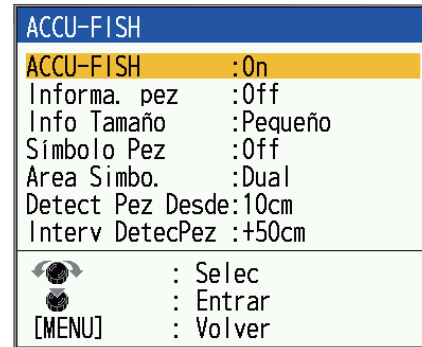 ACCU-FISH
ACCU-FISH :On
Informa. pez :Off
Info Tamaño :Pequeño
Símbolo Pez :Off
Area Simbo. :Dual
Detect Pez Desde:10cm
Interv DetecPez :+50cm
: Selec
: Entrar
[MENU] : Volver